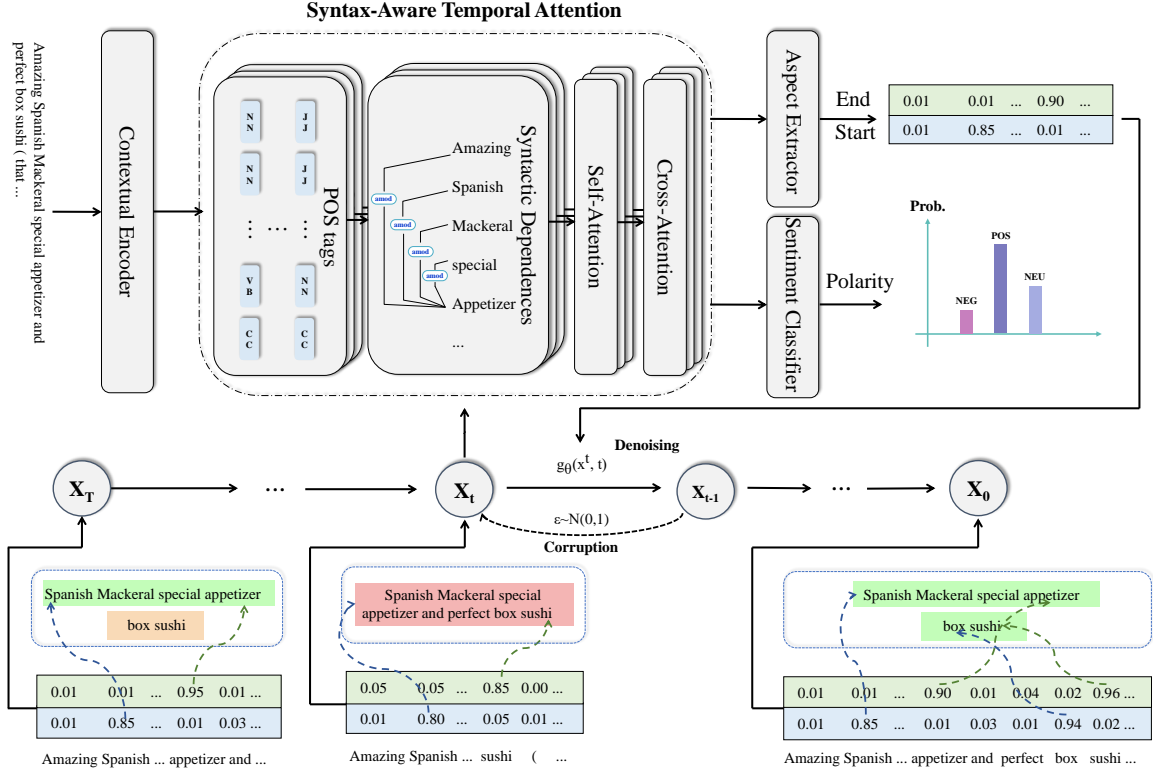 Syntax-Aware Temporal Attention
Amazing Spanish Mackeral special appetizer and
perfect box sushi ( that ...
Contextual Encoder
N
N
J
J
N
N
J
J
... ...
V
B
N
N
C
C
C
C
POS tags
Amazing
Spanish
Mackeral
special
Appetizer
...
amod
amod
amod
amod
Syntactic Dependences
Self-Attention
Cross-Attention
Aspect Extractor
Sentiment Classifier
End
Start
0.01 0.01 ... 0.90 ...
0.01 0.85 ... 0.01 ...
Polarity
Prob.
NEG
POS
NEU
X_T
...
X_t
Denoising
g_θ(x^t, t)
ε~N(0,1)
Corruption
X_t-1
...
X_0
Spanish Mackeral special appetizer
box sushi
0.01 0.01 ... 0.95 0.01 ...
0.01 0.85 ... 0.01 0.03 ...
Amazing Spanish ... appetizer and ...
Spanish Mackeral special
appetizer and perfect box sushi
0.05 0.05 ... 0.85 0.00 ...
0.01 0.80 ... 0.05 0.01 ...
Amazing Spanish ... sushi ( ...
Spanish Mackeral special appetizer
box sushi
0.01 0.01 ... 0.90 0.01 0.04 0.02 0.96 ...
0.01 0.85 ... 0.01 0.03 0.01 0.94 0.02 ...
Amazing Spanish ... appetizer and perfect box sushi ...